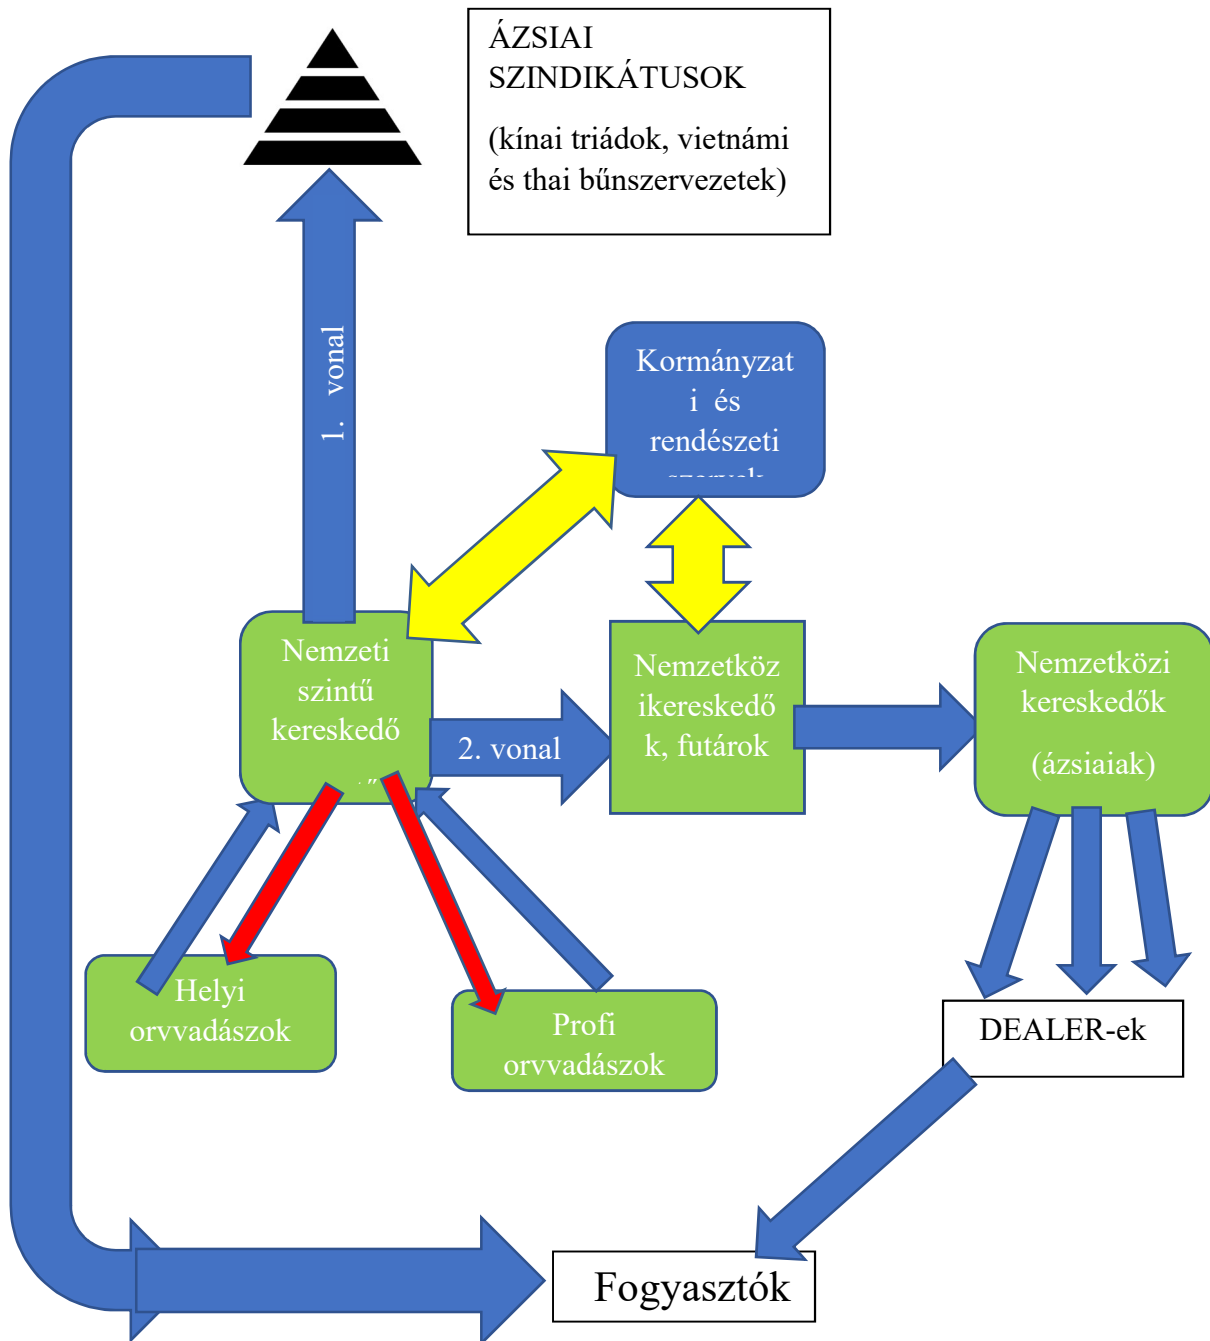 ÁZSIAI
SZINDIKÁTUSOK
(kínai triádok, vietnámi
és thai bűnszervezetek)
1. vonal
Kormányzat
i és
rendészeti
Nemzeti
szintű
kereskedő
2. vonal
Nemzetköz
ikereskedő
k, futárok
Nemzetközi
kereskedők
(ázsiaiak)
Helyi
orvvadászok
Profi
orvvadászok
DEALER-ek
Fogyasztók